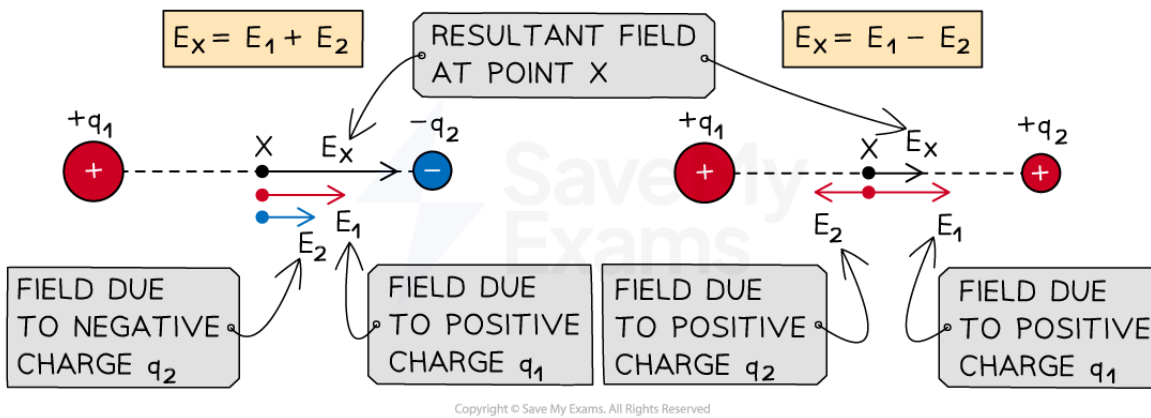 Eₓ = E₁ + E₂
RESULTANT FIELD
AT POINT X
Eₓ = E₁ − E₂
+q₁
X
Eₓ
−q₂
+
−
E₂
E₁
FIELD DUE
TO NEGATIVE
CHARGE q₂
FIELD DUE
TO POSITIVE
CHARGE q₁
+q₁
X
Eₓ
+q₂
+
+
E₂
E₁
FIELD DUE
TO POSITIVE
CHARGE q₂
FIELD DUE
TO POSITIVE
CHARGE q₁
Save My
Exams
Copyright © Save My Exams. All Rights Reserved